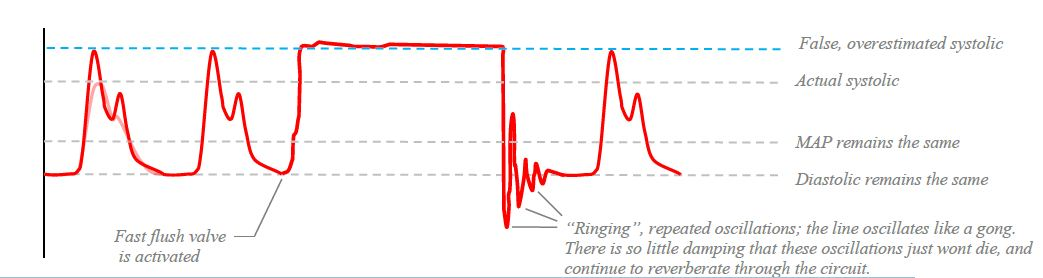 False, overestimated systolic
Actual systolic
MAP remains the same
Diastolic remains the same
Fast flush valve
is activated
“Ringing”, repeated oscillations; the line oscillates like a gong.
There is so little damping that these oscillations just wont die, and
continue to reverberate through the circuit.